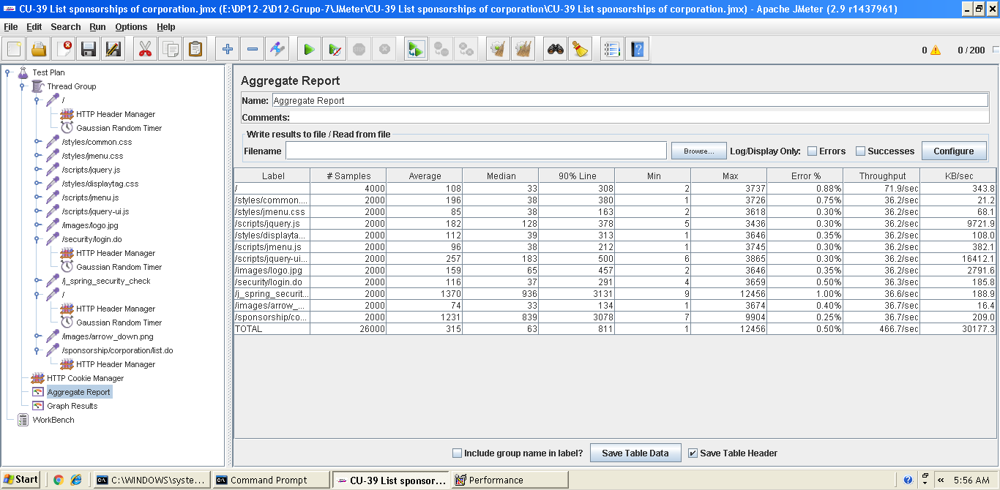 CU-39 List sponsorships of corporation.jmx (E:\DP12-2\D12-Grupo-7\JMeter\CU-39 List sponsorships of corporation\CU-39 List sponsorships of corporation.jmx) - Apache JMeter (2.9 r1437961)
File Edit Search Run Options Help
0 0 / 200
Test Plan
Thread Group
/
HTTP Header Manager
Gaussian Random Timer
/styles/common.css
/styles/jmenu.css
/scripts/jquery.js
/styles/displaytag.css
/scripts/jmenu.js
/scripts/jquery-ui.js
/images/logo.jpg
/security/login.do
HTTP Header Manager
Gaussian Random Timer
/j_spring_security_check
/
HTTP Header Manager
Gaussian Random Timer
/images/arrow_down.png
/sponsorship/corporation/list.do
HTTP Header Manager
HTTP Cookie Manager
Aggregate Report
Graph Results
WorkBench
Aggregate Report
Name: Aggregate Report
Comments:
Write results to file / Read from file
Filename Browse... Log/Display Only: Errors Successes Configure
Label # Samples Average Median 90% Line Min Max Error % Throughput KB/sec
/ 4000 108 33 308 2 3737 0.88% 71.9/sec 343.8
/styles/common.... 2000 196 38 380 1 3726 0.75% 36.2/sec 21.2
/styles/jmenu.css 2000 85 38 163 2 3618 0.30% 36.2/sec 68.1
/scripts/jquery.js 2000 182 128 378 5 3436 0.30% 36.2/sec 9721.9
/styles/displayta... 2000 112 39 313 1 3646 0.35% 36.2/sec 108.0
/scripts/jmenu.js 2000 96 38 212 1 3745 0.30% 36.2/sec 382.1
/scripts/jquery-ui... 2000 257 183 500 6 3865 0.30% 36.2/sec 16412.1
/images/logo.jpg 2000 159 65 457 2 3646 0.35% 36.2/sec 2791.6
/security/login.do 2000 116 37 291 4 3659 0.50% 36.3/sec 185.8
/j_spring_securit... 2000 1370 936 3131 9 12456 1.00% 36.6/sec 188.9
/images/arrow_... 2000 74 33 134 1 3674 0.40% 36.7/sec 16.4
/sponsorship/co... 2000 1231 839 3078 7 9904 0.25% 36.7/sec 209.0
TOTAL 26000 315 63 811 1 12456 0.50% 466.7/sec 30177.3
Include group name in label? Save Table Data Save Table Header
Start C:\WINDOWS\syste... Command Prompt CU-39 List sponsor... Performance 5:56 AM